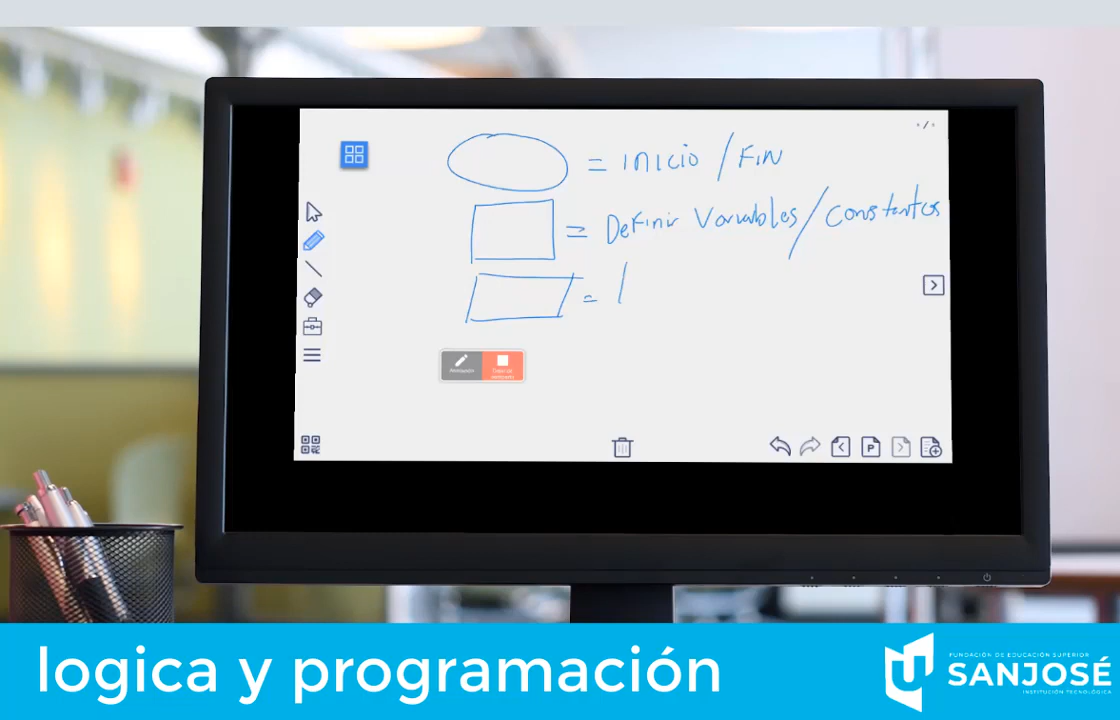 = INICIO / FIN
= Definir Variables / constantes
=
P
logica y programación
FUNDACIÓN DE EDUCACIÓN SUPERIOR
SANJOSÉ
INSTITUCIÓN TECNOLÓGICA